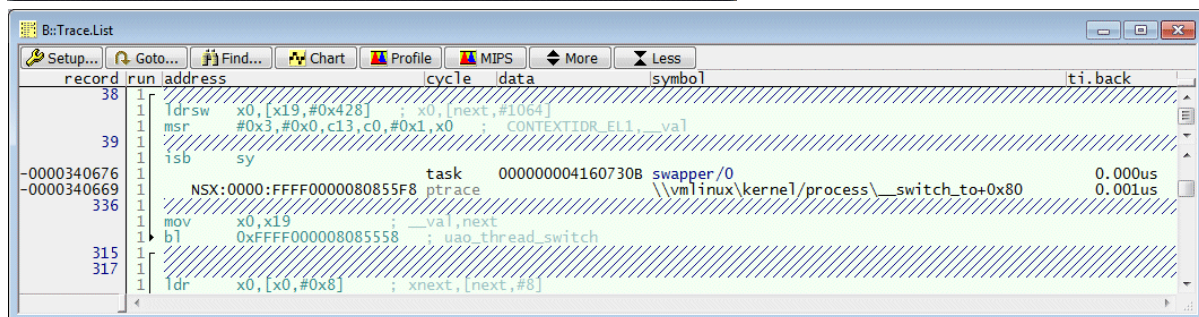 B::Trace.List
Setup... Goto... Find... Chart Profile MIPS More Less
record run address cycle data symbol ti.back
38 1
1 ldrsw x0,[x19,#0x428] ; x0,[next,#1064]
1 msr #0x3,#0x0,c13,c0,#0x1,x0 ; CONTEXTIDR_EL1,__val
39 1
1 isb sy
-0000340676 1 task 000000004160730B swapper/0 0.000us
-0000340669 1 NSX:0000:FFFF0000080855F8 ptrace \\vmlinux\kernel/process\__switch_to+0x80 0.001us
336 1
1 mov x0,x19 ; __val,next
1 bl 0xFFFF000008085558 ; uao_thread_switch
315 1
317 1
1 ldr x0,[x0,#0x8] ; xnext,[next,#8]